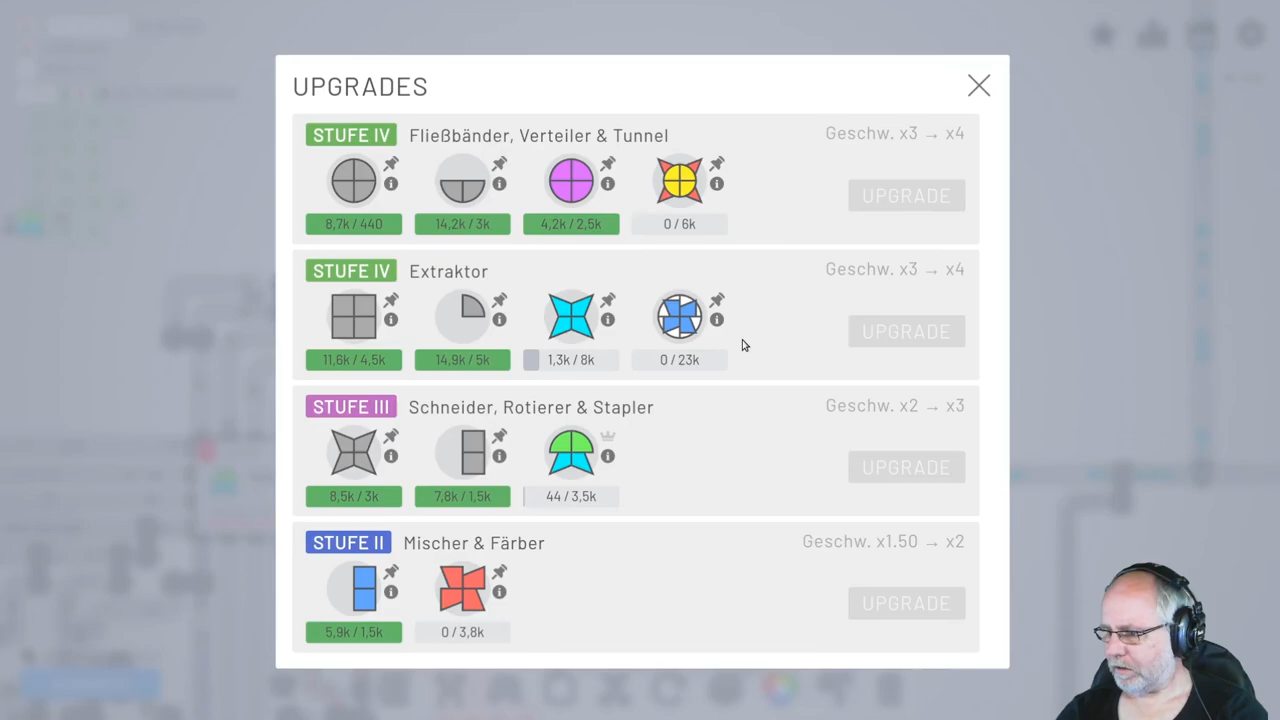 UPGRADES
STUFE IV Fließbänder, Verteiler & Tunnel Geschw. x3 → x4
UPGRADE
8,7k / 440 14,2k / 3k 4,2k / 2,5k 0 / 6k
STUFE IV Extraktor Geschw. x3 → x4
UPGRADE
11,6k / 4,5k 14,9k / 5k 1,3k / 8k 0 / 23k
STUFE III Schneider, Rotierer & Stapler Geschw. x2 → x3
UPGRADE
8,5k / 3k 7,8k / 1,5k 44 / 3,5k
STUFE II Mischer & Färber Geschw. x1.50 → x2
UPGRADE
5,9k / 1,5k 0 / 3,8k